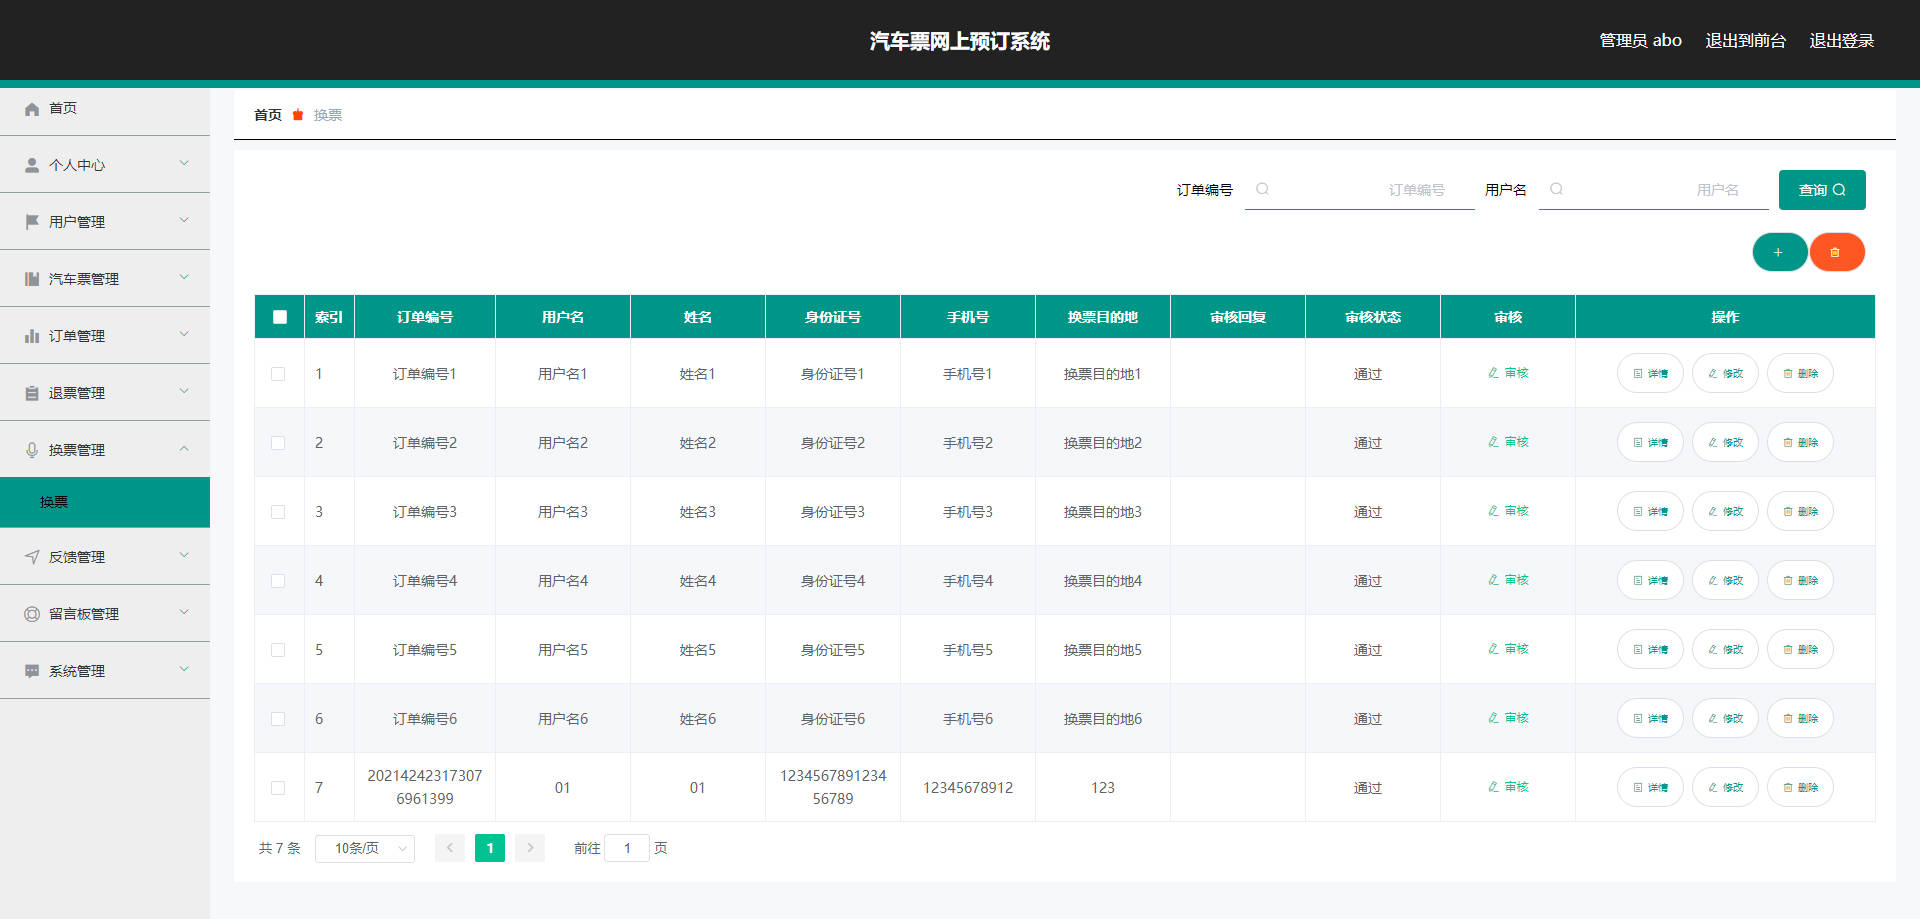 汽车票网上预订系统
管理员 abo 退出到前台 退出登录
首页
个人中心
用户管理
汽车票管理
订单管理
退票管理
换票管理
换票
反馈管理
留言板管理
系统管理
首页 换票
订单编号 订单编号 用户名 用户名 查询
索引 订单编号 用户名 姓名 身份证号 手机号 换票目的地 审核回复 审核状态 审核 操作
1 订单编号1 用户名1 姓名1 身份证号1 手机号1 换票目的地1 通过 审核 详情 修改 删除
2 订单编号2 用户名2 姓名2 身份证号2 手机号2 换票目的地2 通过 审核 详情 修改 删除
3 订单编号3 用户名3 姓名3 身份证号3 手机号3 换票目的地3 通过 审核 详情 修改 删除
4 订单编号4 用户名4 姓名4 身份证号4 手机号4 换票目的地4 通过 审核 详情 修改 删除
5 订单编号5 用户名5 姓名5 身份证号5 手机号5 换票目的地5 通过 审核 详情 修改 删除
6 订单编号6 用户名6 姓名6 身份证号6 手机号6 换票目的地6 通过 审核 详情 修改 删除
7 20214242317307 01 01 1234567891234 12345678912 123 通过 审核 详情 修改 删除
6961399 56789
共 7 条 10条/页 1 前往 1 页